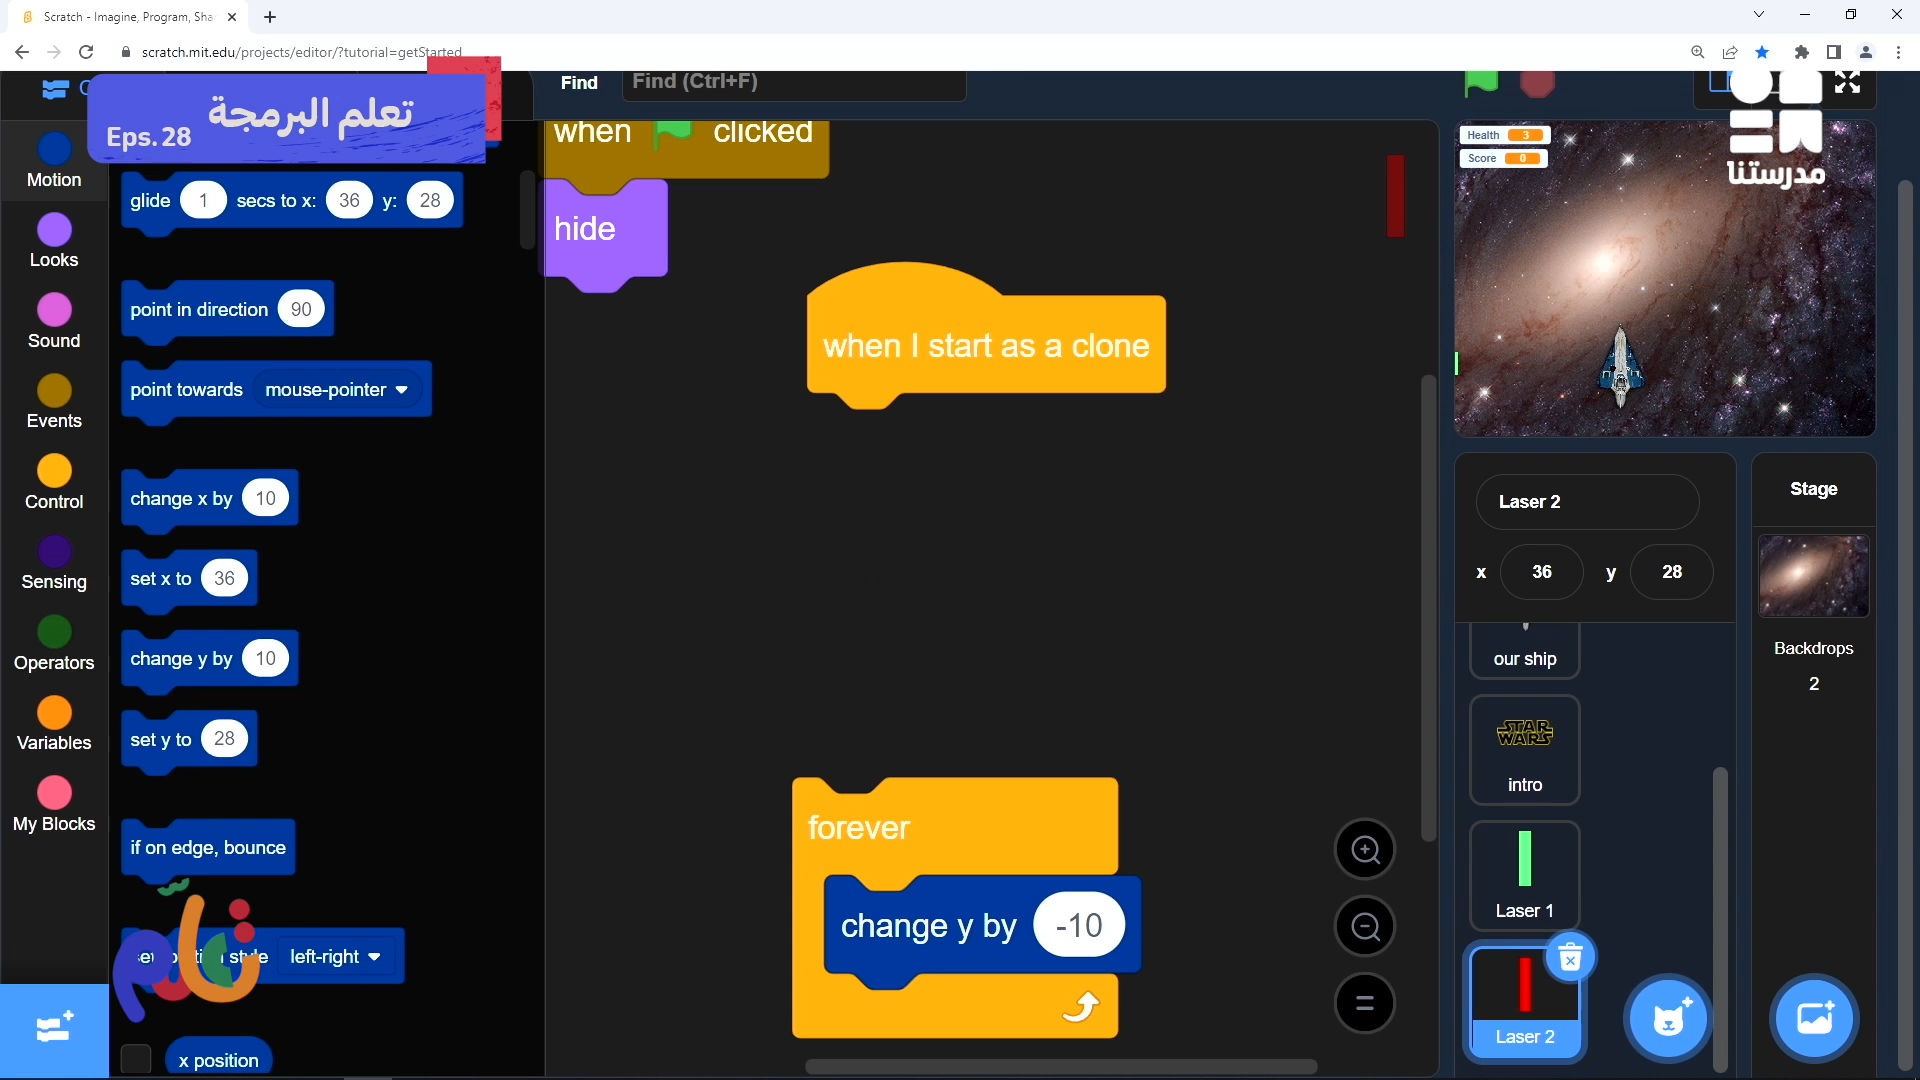 Scratch - Imagine, Program, Sha
scratch.mit.edu/projects/editor/?tutorial=getStarted
تعلم البرمجة
Eps. 28
Find
Find (Ctrl+F)
مدرستنا
Motion
Looks
Sound
Events
Control
Sensing
Operators
Variables
My Blocks
glide 1 secs to x: 36 y: 28
point in direction 90
point towards mouse-pointer
change x by 10
set x to 36
change y by 10
set y to 28
if on edge, bounce
style left-right
x position
when clicked
hide
when I start as a clone
forever
change y by -10
Health 3
Score 0
Laser 2
x 36 y 28
our ship
STAR WARS
intro
Laser 1
Laser 2
Stage
Backdrops
2